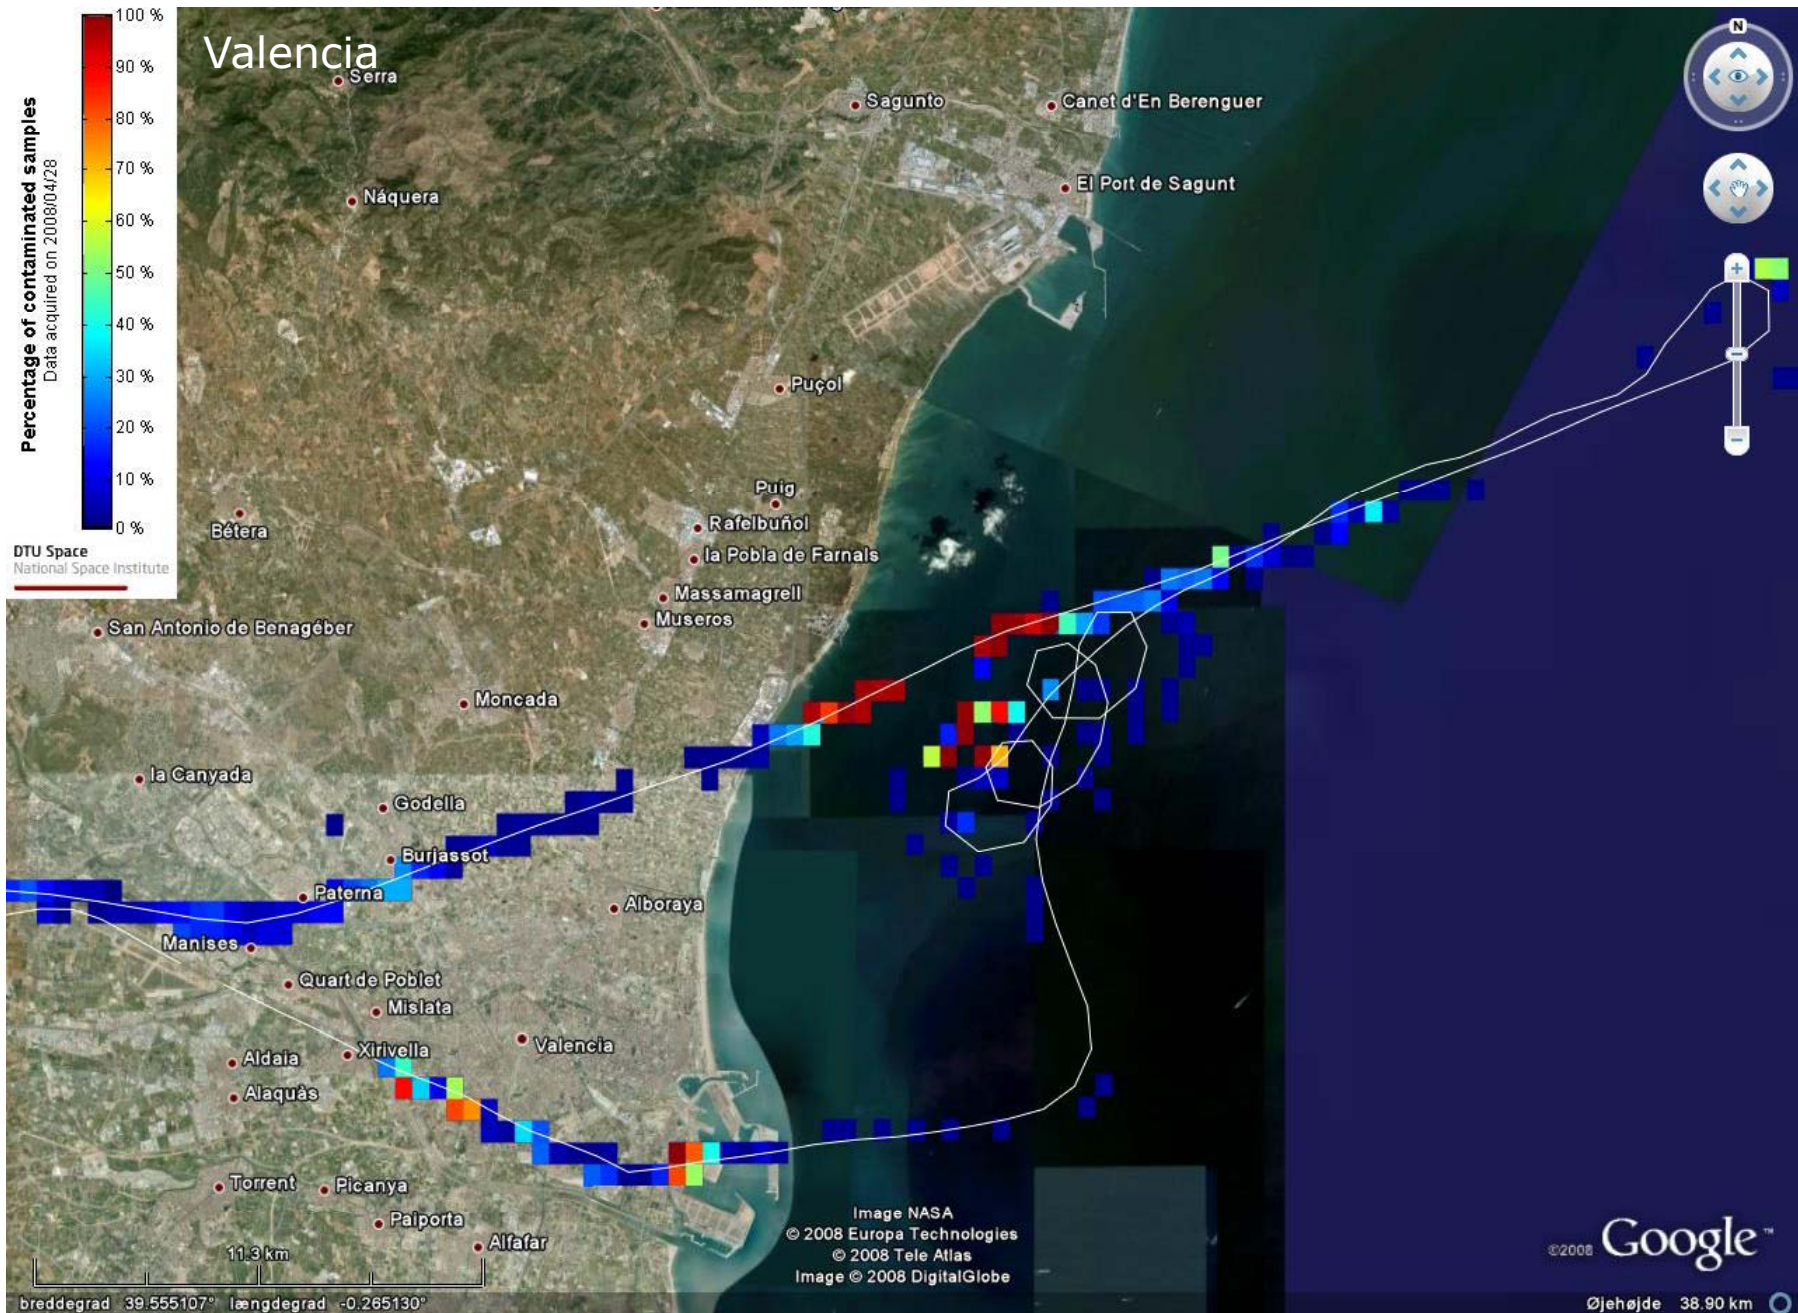 100 %
90 %
80 %
70 %
60 %
50 %
40 %
30 %
20 %
10 %
0 %
Percentage of contaminated samples
Data acquired on 2008/04/28
DTU Space
National Space Institute
Valencia
N
Serra
Sagunto
Canet d'En Berenguer
El Port de Sagunt
Náquera
Puçol
Puig
Rafelbuñol
Bétera
la Pobla de Farnals
Massamagrell
Museros
San Antonio de Benagéber
Moncada
la Canyada
Godella
Burjassot
Paterna
Alboraya
Manises
Quart de Poblet
Mislata
Valencia
Xirivella
Aldaia
Alaquàs
Torrent
Picanya
Paiporta
Alfafar
11.3 km
Image NASA
© 2008 Europa Technologies
© 2008 Tele Atlas
Image © 2008 DigitalGlobe
©2008 Google™
breddegrad 39.555107° længdegrad -0.265130°
Øjehøjde 38.90 km